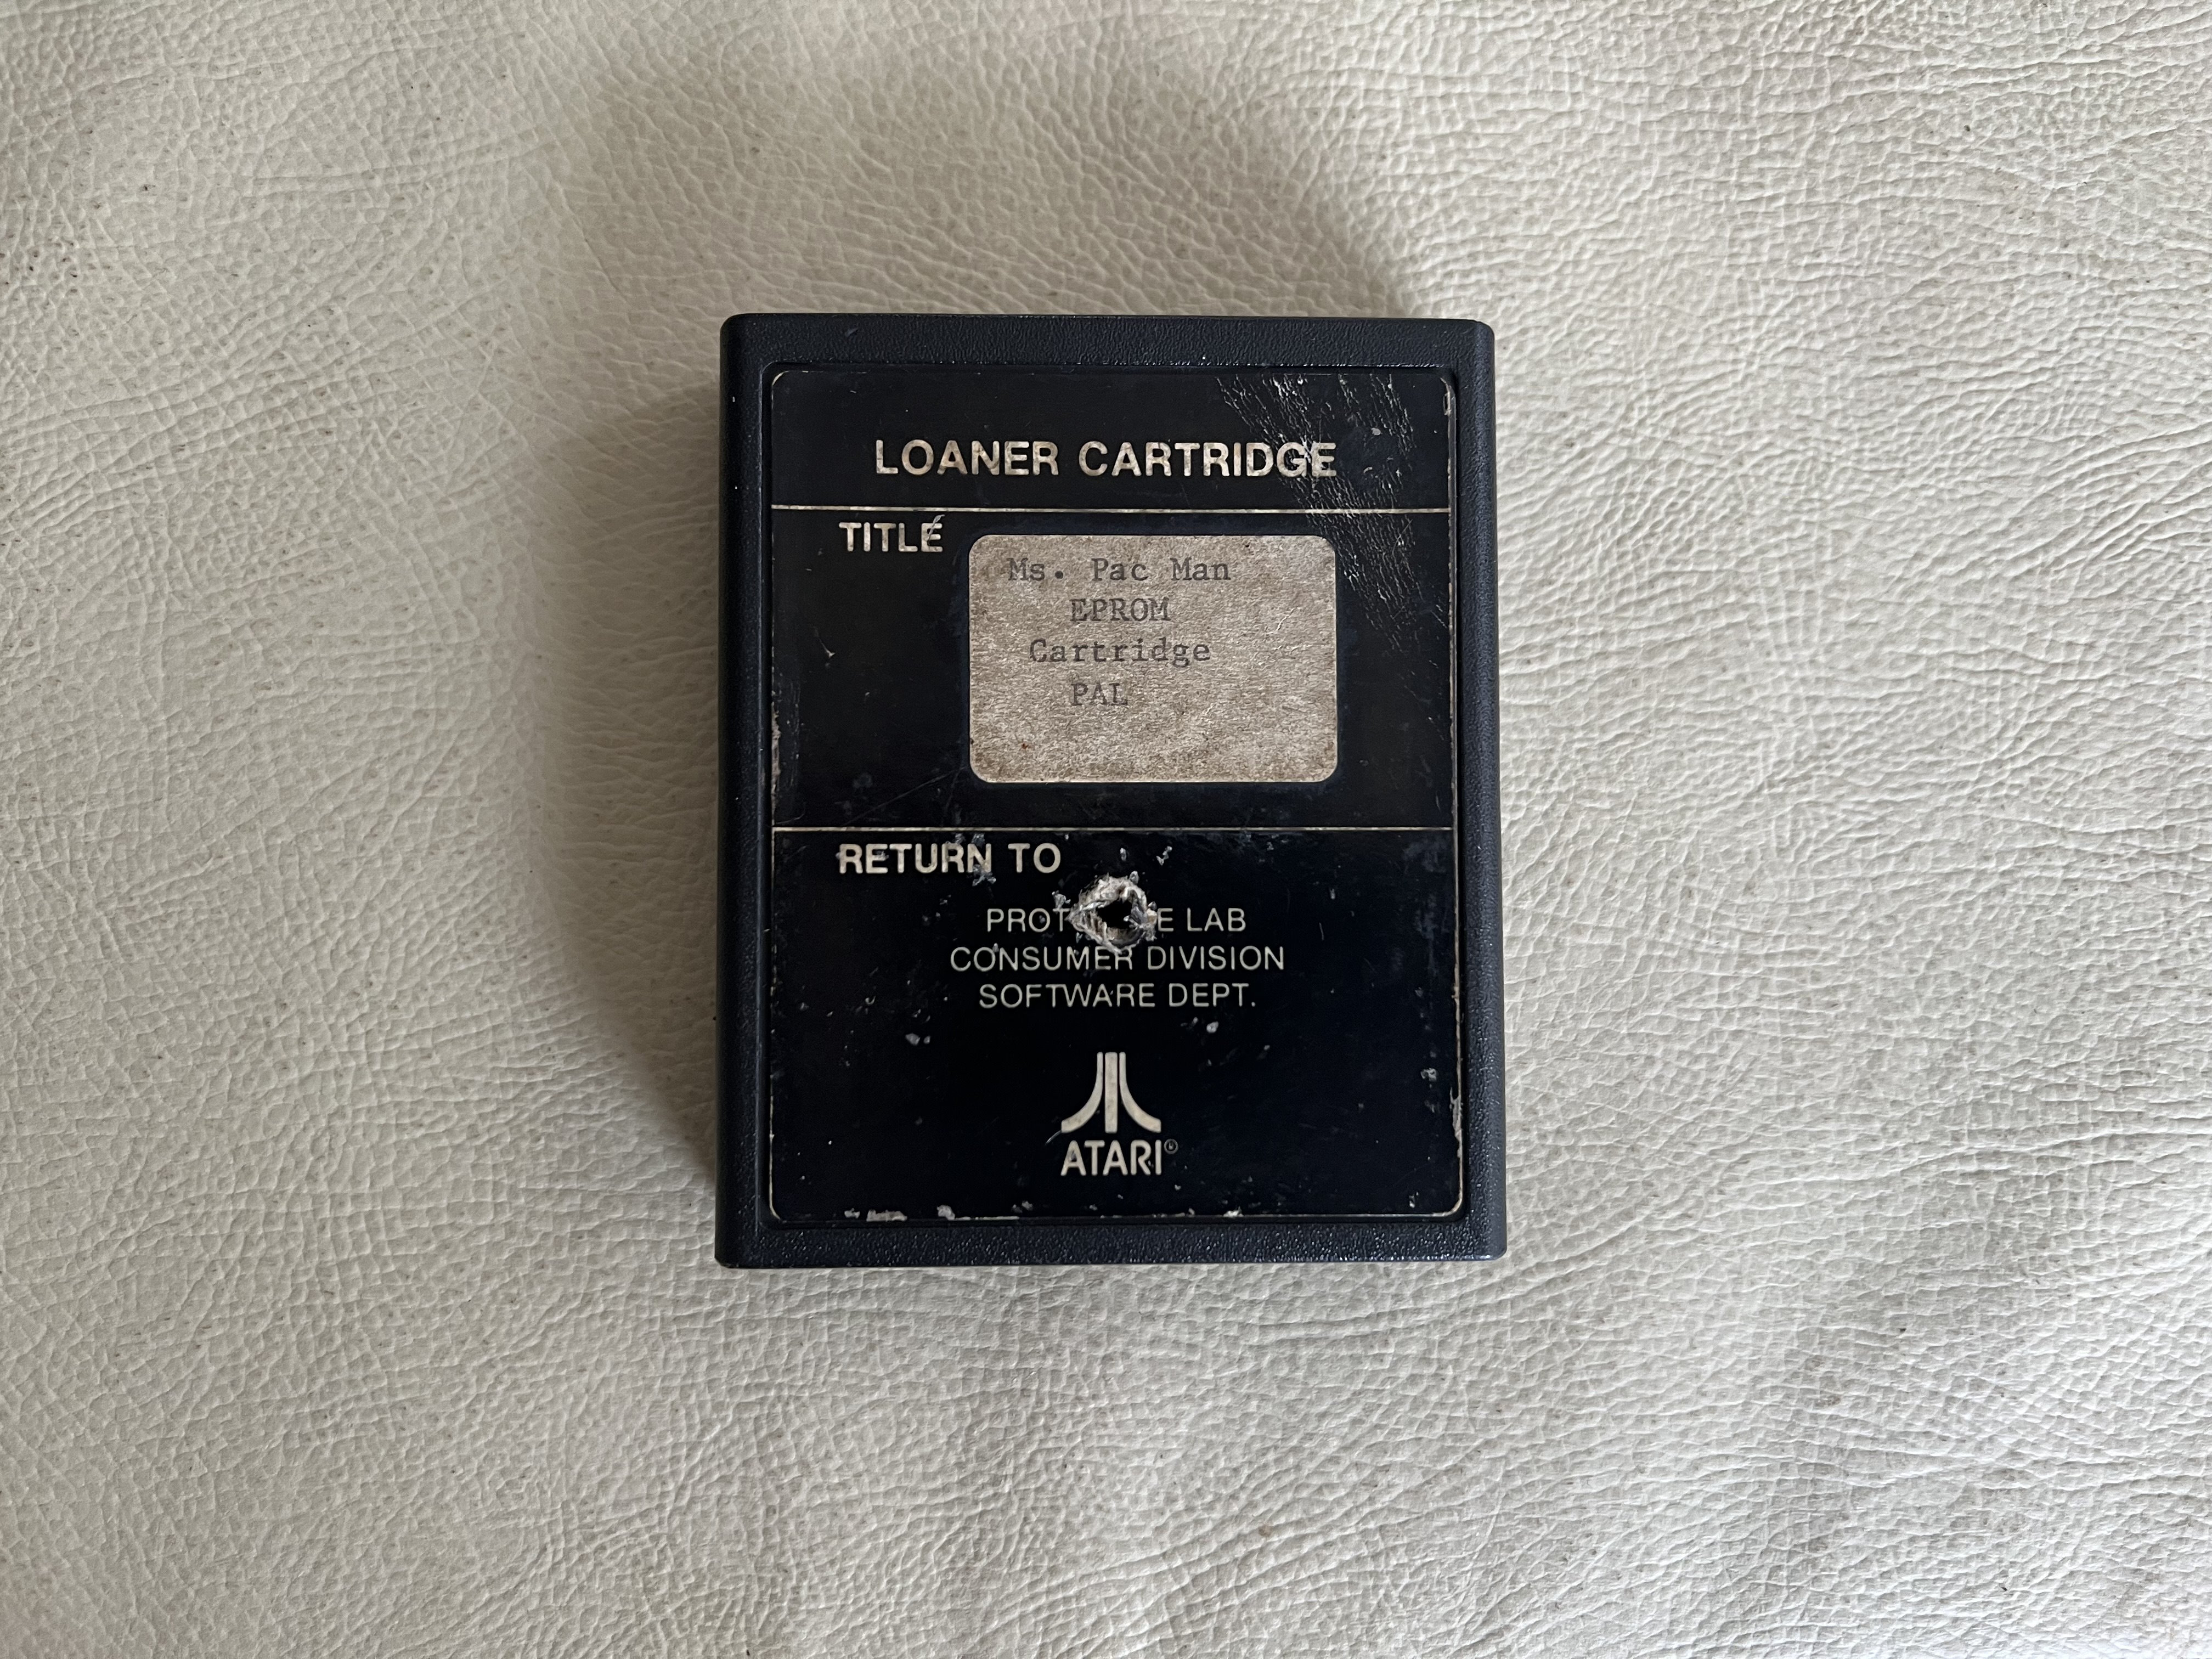 LOANER CARTRIDGE
TITLE
Ms. Pac Man
EPROM
Cartridge
PAL
RETURN TO
LAB
CONSUMER DIVISION
SOFTWARE DEPT.
ATARI®